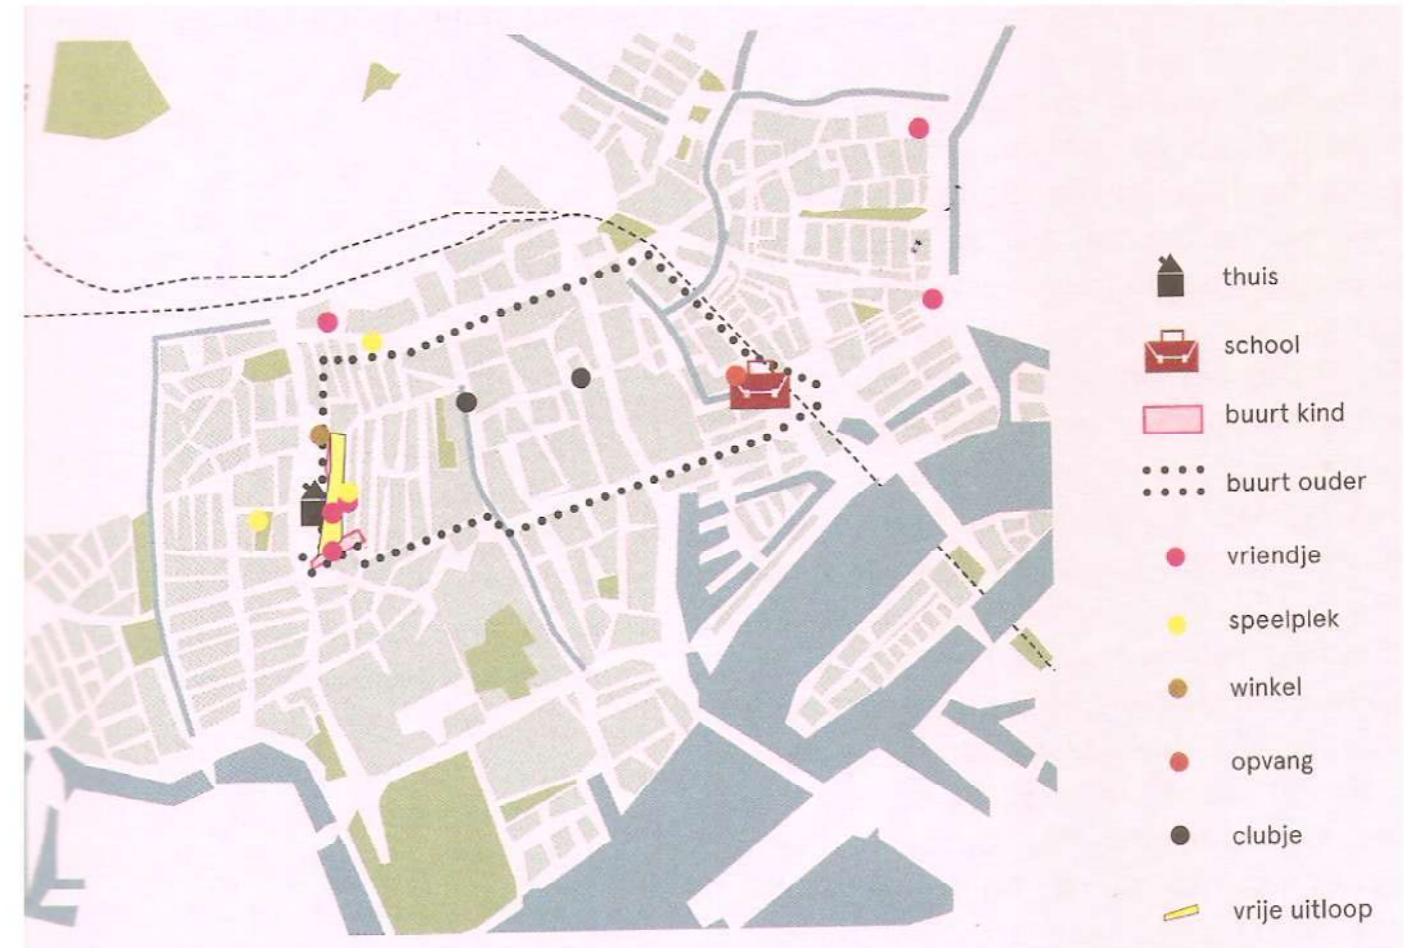 thuis
school
buurt kind
buurt ouder
vriendje
speelplek
winkel
opvang
clubje
vrije uitloop